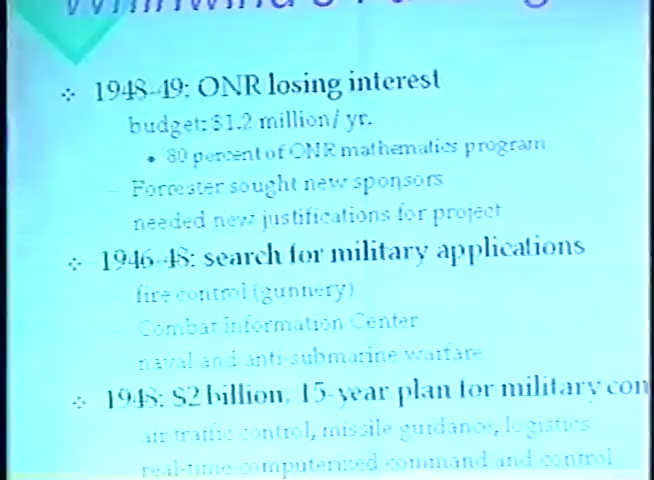 Whirlwind's
1948-49: ONR losing interest
budget: $1.2 million/yr.
• 80 percent of ONR mathematics program
– Forrester sought new sponsors
needed new justifications for project
1946-48: search for military applications
fire control (gunnery)
Combat Information Center
naval and anti-submarine warfare
1948: $2 billion, 15-year plan for military con
air traffic control, missile guidance, logistics
real-time computerized command and control